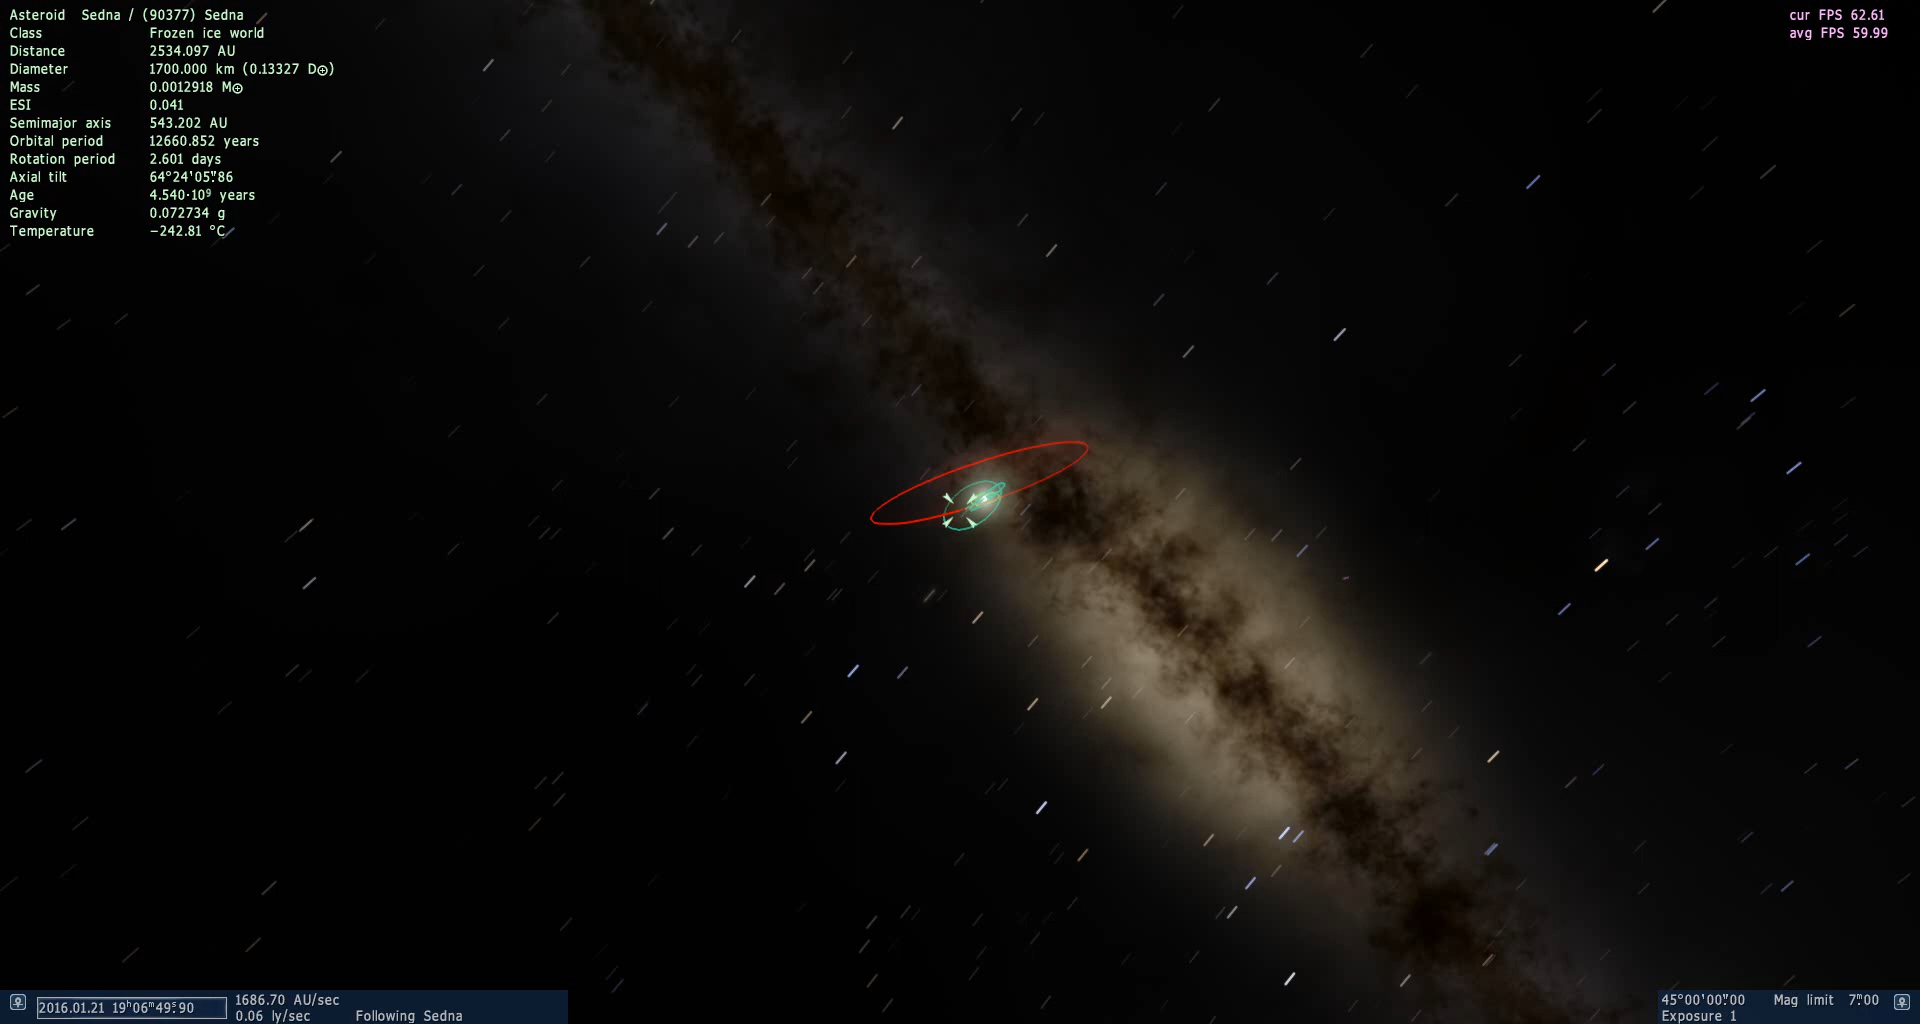 Asteroid Sedna / (90377) Sedna
Class Frozen ice world
Distance 2534.097 AU
Diameter 1700.000 km (0.13327 D⊕)
Mass 0.0012918 M⊕
ESI 0.041
Semimajor axis 543.202 AU
Orbital period 12660.852 years
Rotation period 2.601 days
Axial tilt 64°24'05".86
Age 4.540·10⁹ years
Gravity 0.072734 g
Temperature −242.81 °C
cur FPS 62.61
avg FPS 59.99
2016.01.21 19ʰ06ᵐ49ˢ.90
1686.70 AU/sec
0.06 ly/sec Following Sedna
45°00'00".00 Mag limit 7ᵐ.00
Exposure 1